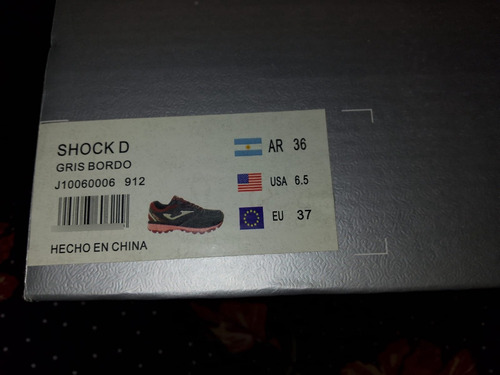 SHOCK D
GRIS BORDO
J10060006 912
HECHO EN CHINA
AR 36
USA 6.5
EU 37